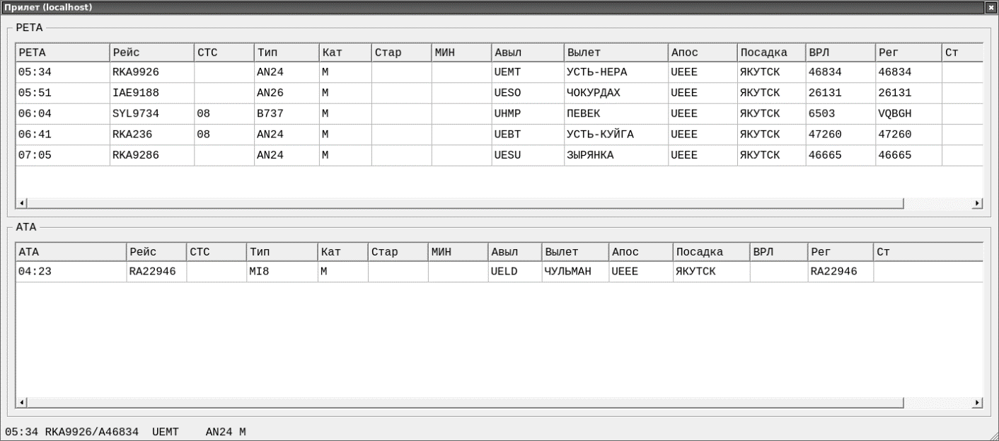 Прилет (localhost)
РЕТА
РЕТА Рейс СТС Тип Кат Стар МИН Авыл Вылет Апос Посадка ВРЛ Рег Ст
05:34 RKA9926 AN24 M UEMT УСТЬ-НЕРА UEEE ЯКУТСК 46834 46834
05:51 IAE9188 AN26 M UESO ЧОКУРДАХ UEEE ЯКУТСК 26131 26131
06:04 SYL9734 08 B737 M UHMP ПЕВЕК UEEE ЯКУТСК 6503 VQBGH
06:41 RKA236 08 AN24 M UEBT УСТЬ-КУЙГА UEEE ЯКУТСК 47260 47260
07:05 RKA9286 AN24 M UESU ЗЫРЯНКА UEEE ЯКУТСК 46665 46665
АТА
АТА Рейс СТС Тип Кат Стар МИН Авыл Вылет Апос Посадка ВРЛ Рег Ст
04:23 RA22946 MI8 M UELD ЧУЛЬМАН UEEE ЯКУТСК RA22946
05:34 RKA9926/A46834 UEMT AN24 M